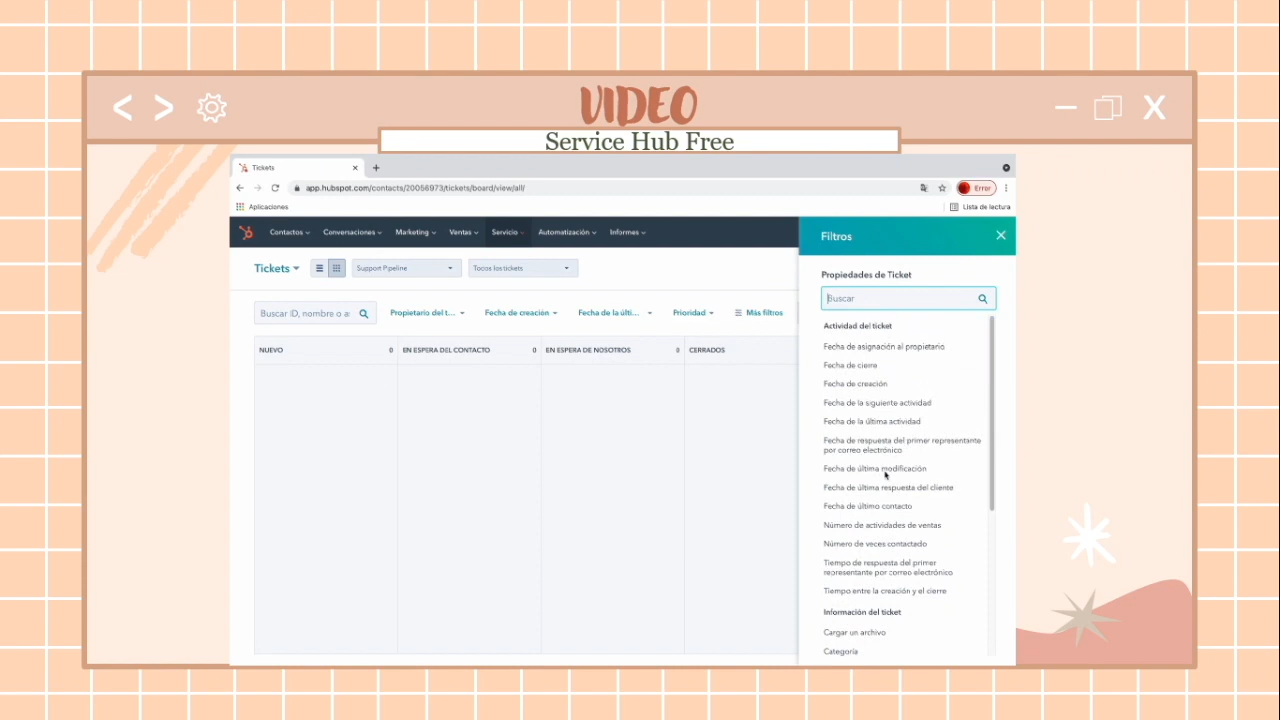 VIDEO
Service Hub Free
Tickets
app.hubspot.com/contacts/20056973/tickets/board/view/all/
Error
Aplicaciones
Lista de lectura
Contactos
Conversaciones
Marketing
Ventas
Servicio
Automatización
Informes
Filtros
Tickets
Support Pipeline
Todos los tickets
Propiedades de Ticket
Buscar
Buscar ID, nombre o a
Propietario del t...
Fecha de creación
Fecha de la últi...
Prioridad
Más filtros
NUEVO 0
EN ESPERA DEL CONTACTO 0
EN ESPERA DE NOSOTROS 0
CERRADOS
Actividad del ticket
Fecha de asignación al propietario
Fecha de cierre
Fecha de creación
Fecha de la siguiente actividad
Fecha de la última actividad
Fecha de respuesta del primer representante
por correo electrónico
Fecha de última modificación
Fecha de última respuesta del cliente
Fecha de último contacto
Número de actividades de ventas
Número de veces contactado
Tiempo de respuesta del primer
representante por correo electrónico
Tiempo entre la creación y el cierre
Información del ticket
Cargar un archivo
Categoría